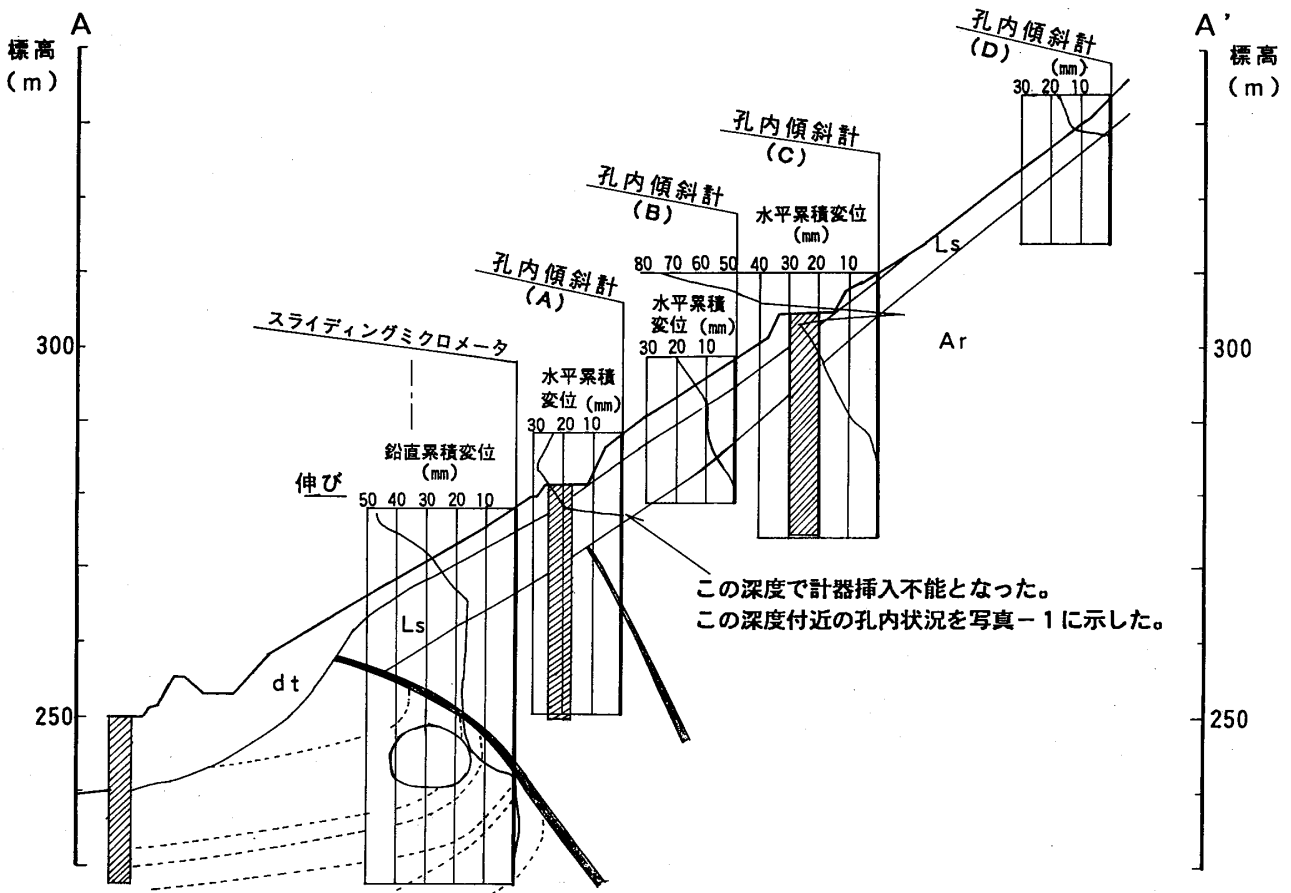 A
標高
(m)
300
250
A'
標高
(m)
300
250
孔内傾斜計
(D)
(mm)
30 20 10
孔内傾斜計
(C)
水平累積変位
(mm)
80 70 60 50 40 30 20 10
孔内傾斜計
(B)
水平累積
変位 (mm)
30 20 10
孔内傾斜計
(A)
水平累積
変位 (mm)
30 20 10
スライディングミクロメータ
鉛直累積変位
(mm)
伸び
50 40 30 20 10
Ls
Ar
Ls
dt
この深度で計器挿入不能となった。
この深度付近の孔内状況を写真－1に示した。